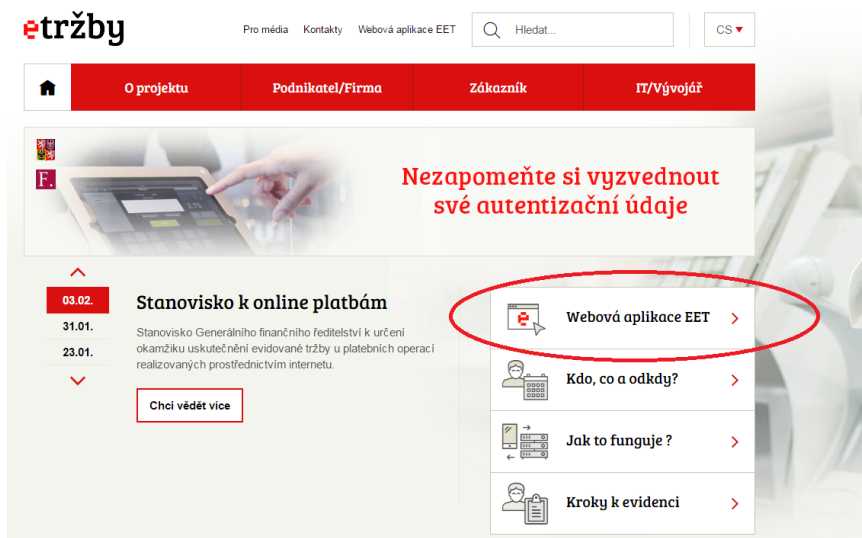 etržby
Pro média Kontakty Webová aplikace EET Hledat... CS
O projektu Podnikatel/Firma Zákazník IT/Vývojář
F.
Nezapomeňte si vyzvednout
své autentizační údaje
03.02.
31.01.
23.01.
Stanovisko k online platbám
Stanovisko Generálního finančního ředitelství k určení
okamžiku uskutečnění evidované tržby u platebních operací
realizovaných prostřednictvím internetu.
Chci vědět více
e
Webová aplikace EET
Kdo, co a odkdy?
Jak to funguje ?
Kroky k evidenci